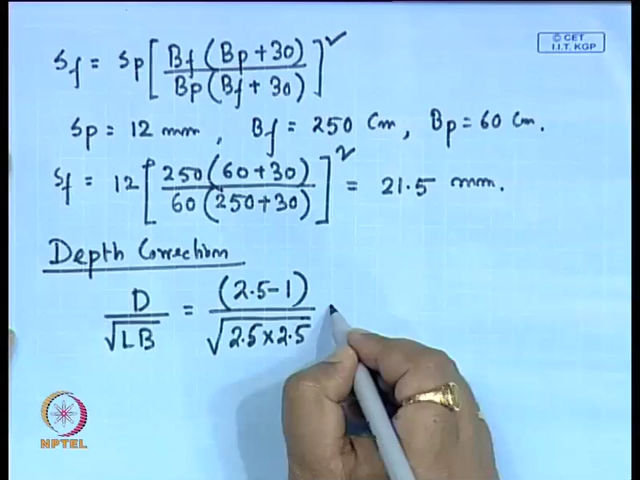 © CET
I.I.T. KGP
Sf = Sp [ Bf (Bp + 30) / Bp (Bf + 30) ]²
Sp = 12 mm, Bf = 250 Cm, Bp = 60 Cm.
Sf = 12 [ 250 (60 + 30) / 60 (250 + 30) ]² = 21.5 mm.
Depth Correction
D / √LB = (2.5 - 1) / √2.5 × 2.5
NPTEL